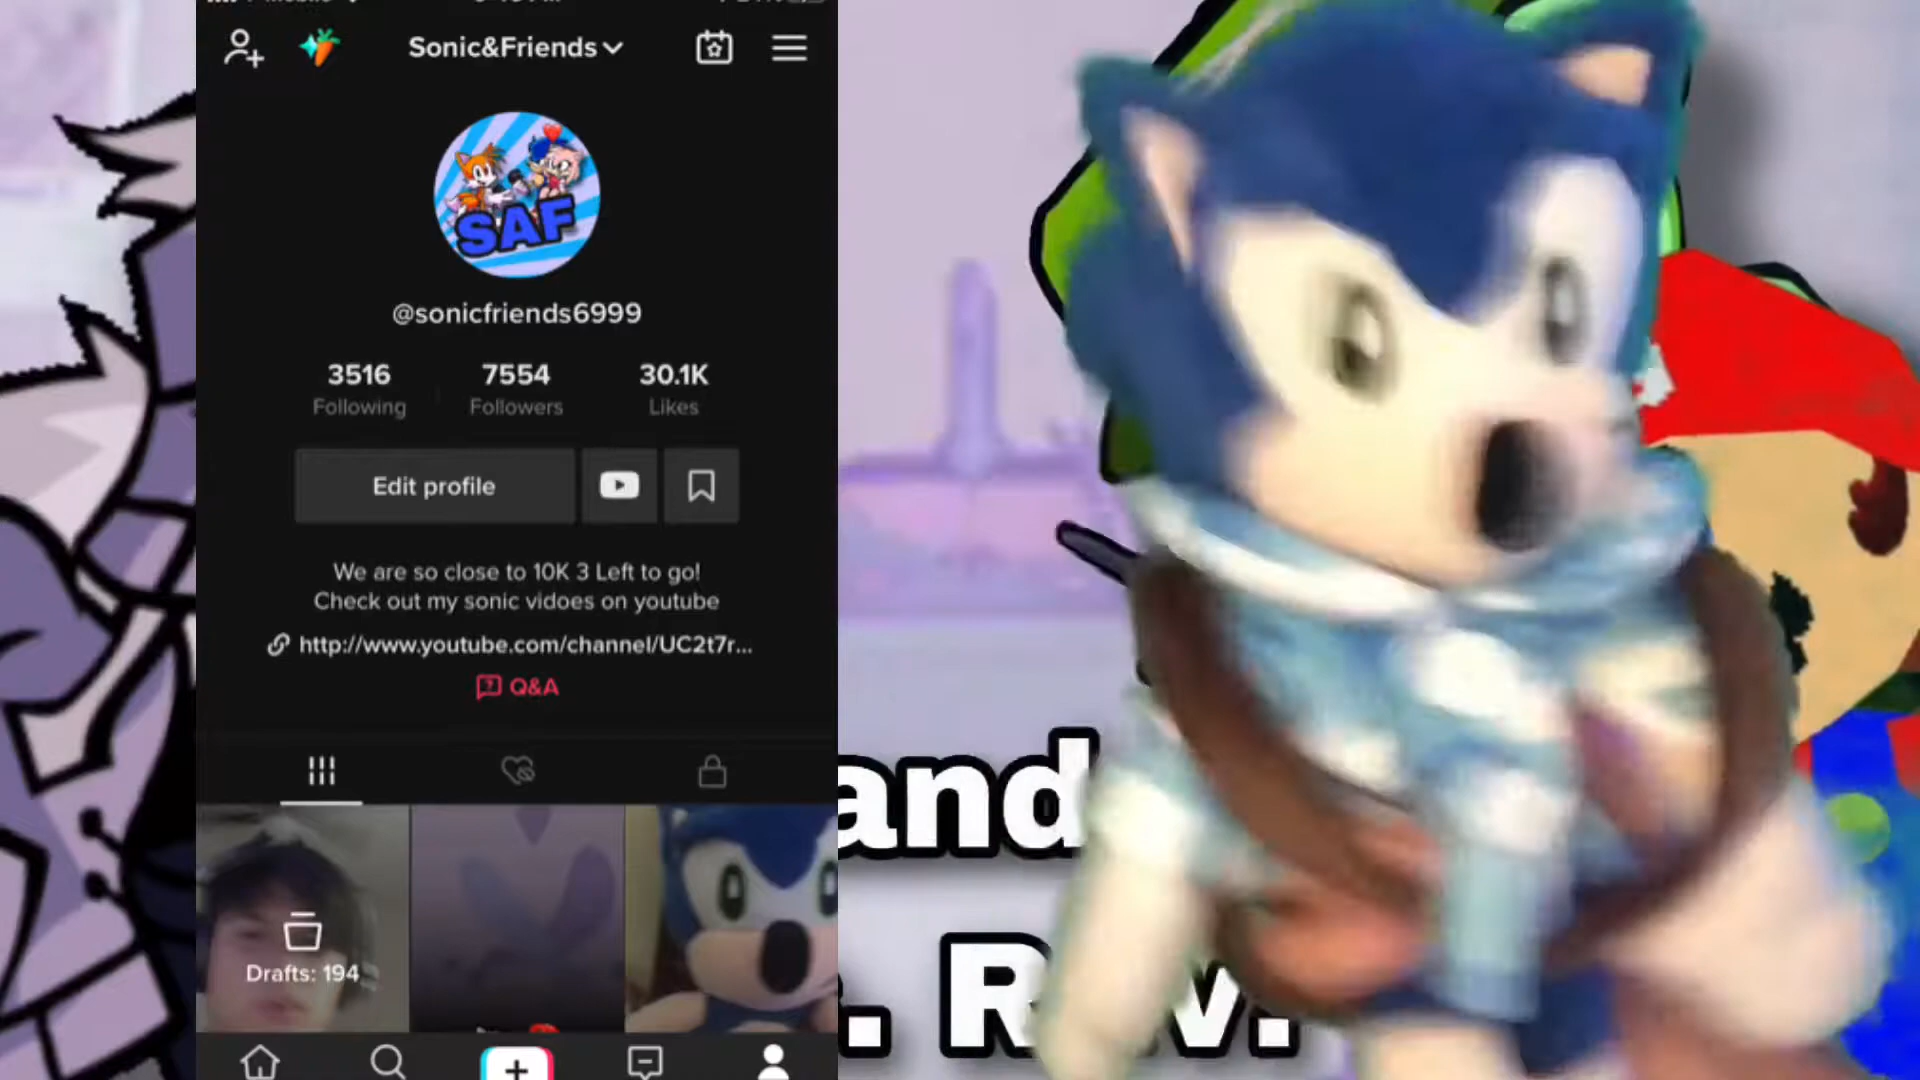 Sonic&Friends
SAF
@sonicfriends6999
3516
7554
30.1K
Following
Followers
Likes
Edit profile
We are so close to 10K 3 Left to go!
Check out my sonic vidoes on youtube
http://www.youtube.com/channel/UC2t7r...
Q&A
and
Drafts: 194